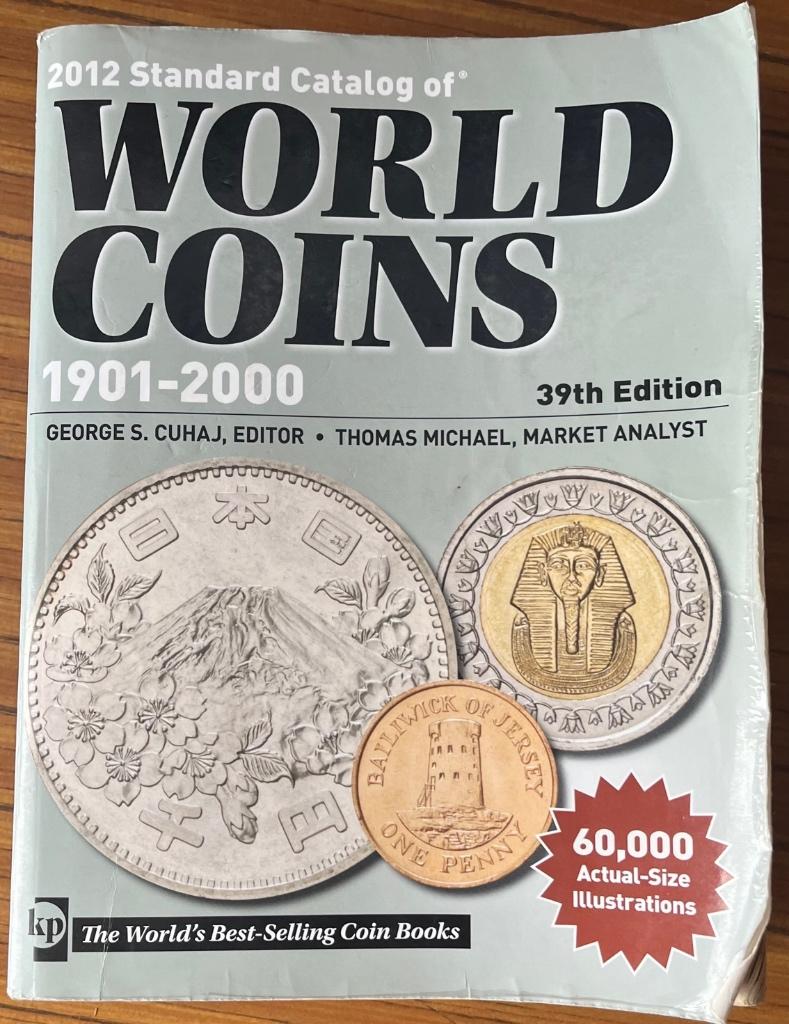 2012 Standard Catalog of®
WORLD
COINS
1901-2000
39th Edition
GEORGE S. CUHAJ, EDITOR • THOMAS MICHAEL, MARKET ANALYST
日本国
千円
BAILIWICK OF JERSEY
ONE PENNY
60,000
Actual-Size
Illustrations
kp
The World's Best-Selling Coin Books